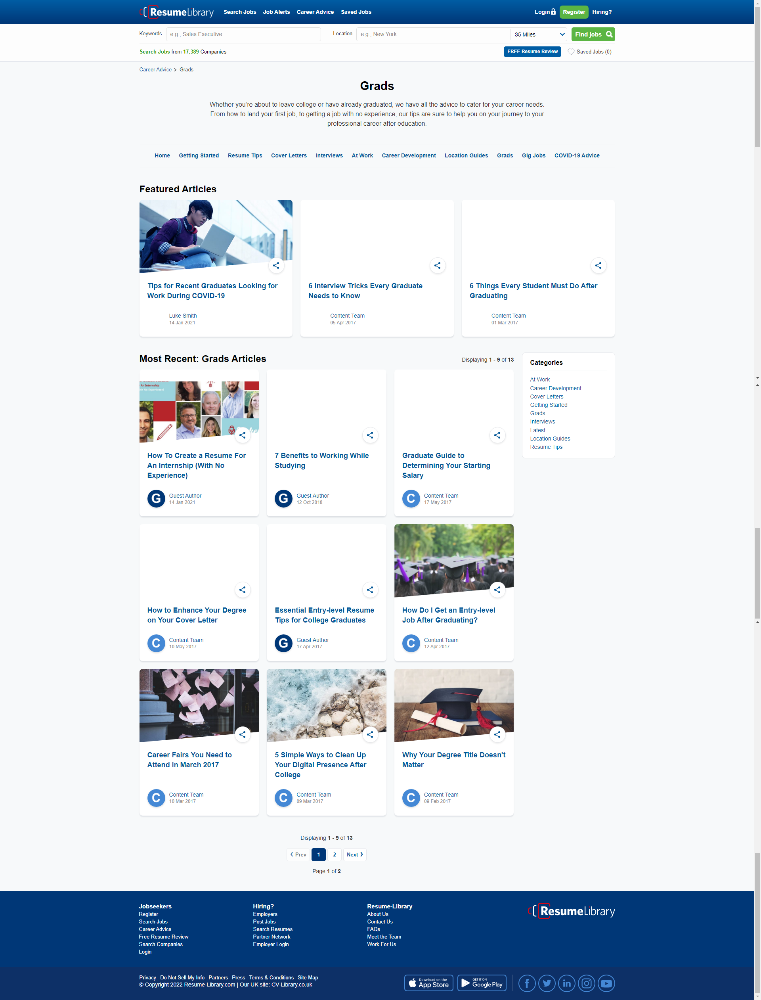 ResumeLibrary Search Jobs Job Alerts Career Advice Saved Jobs Login Register Hiring?
Keywords e.g., Sales Executive Location e.g., New York 35 Miles Find jobs
Search Jobs from 17,389 Companies FREE Resume Review Saved Jobs (0)
Career Advice > Grads
Grads
Whether you're about to leave college or have already graduated, we have all the advice to cater for your career needs.
From how to land your first job, to getting a job with no experience, our tips are sure to help you on your journey to your
professional career after education.
Home Getting Started Resume Tips Cover Letters Interviews At Work Career Development Location Guides Grads Gig Jobs COVID-19 Advice
Featured Articles
Tips for Recent Graduates Looking for
Work During COVID-19
Luke Smith
14 Jan 2021
6 Interview Tricks Every Graduate
Needs to Know
Content Team
05 Apr 2017
6 Things Every Student Must Do After
Graduating
Content Team
01 Mar 2017
Most Recent: Grads Articles
Displaying 1 - 9 of 13
An Internship
With No Experience)
How To Create a Resume For
An Internship (With No
Experience)
G
Guest Author
14 Jan 2021
7 Benefits to Working While
Studying
G
Guest Author
12 Oct 2018
Graduate Guide to
Determining Your Starting
Salary
C
Content Team
17 May 2017
How to Enhance Your Degree
on Your Cover Letter
C
Content Team
10 May 2017
Essential Entry-level Resume
Tips for College Graduates
G
Guest Author
17 Apr 2017
How Do I Get an Entry-level
Job After Graduating?
C
Content Team
12 Apr 2017
Career Fairs You Need to
Attend in March 2017
C
Content Team
10 Mar 2017
5 Simple Ways to Clean Up
Your Digital Presence After
College
C
Content Team
09 Mar 2017
Why Your Degree Title Doesn't
Matter
C
Content Team
09 Feb 2017
Categories
At Work
Career Development
Cover Letters
Getting Started
Grads
Interviews
Latest
Location Guides
Resume Tips
Displaying 1 - 9 of 13
Prev 1 2 Next
Page 1 of 2
Jobseekers
Register
Search Jobs
Career Advice
Free Resume Review
Search Companies
Login
Hiring?
Employers
Post Jobs
Search Resumes
Partner Network
Employer Login
Resume-Library
About Us
Contact Us
FAQs
Meet the Team
Work For Us
ResumeLibrary
Privacy Do Not Sell My Info Partners Press Terms & Conditions Site Map
© Copyright 2022 Resume-Library.com | Our UK site: CV-Library.co.uk
Download on the
App Store
GET IT ON
Google Play